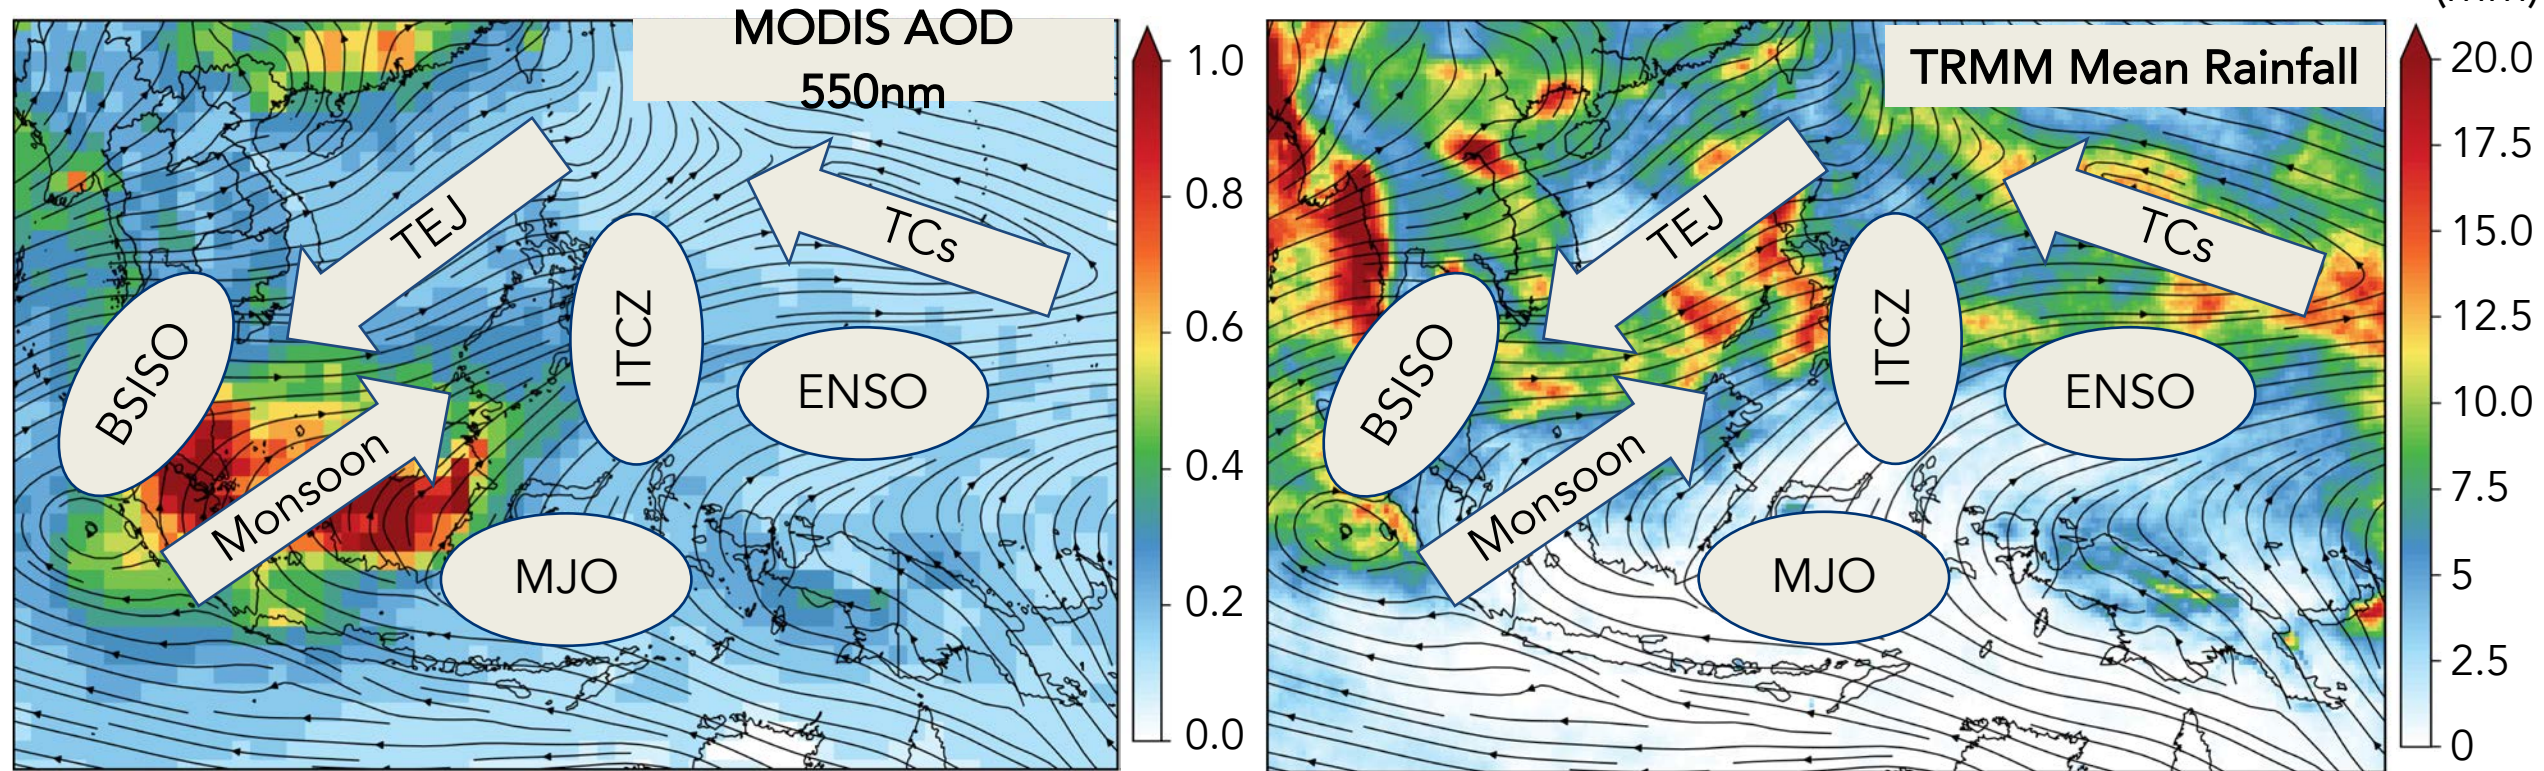 MODIS AOD
550nm
TEJ
TCs
ITCZ
BSISO
ENSO
Monsoon
MJO
1.0
0.8
0.6
0.4
0.2
0.0
TRMM Mean Rainfall
TEJ
TCs
ITCZ
BSISO
ENSO
Monsoon
MJO
20.0
17.5
15.0
12.5
10.0
7.5
5
2.5
0